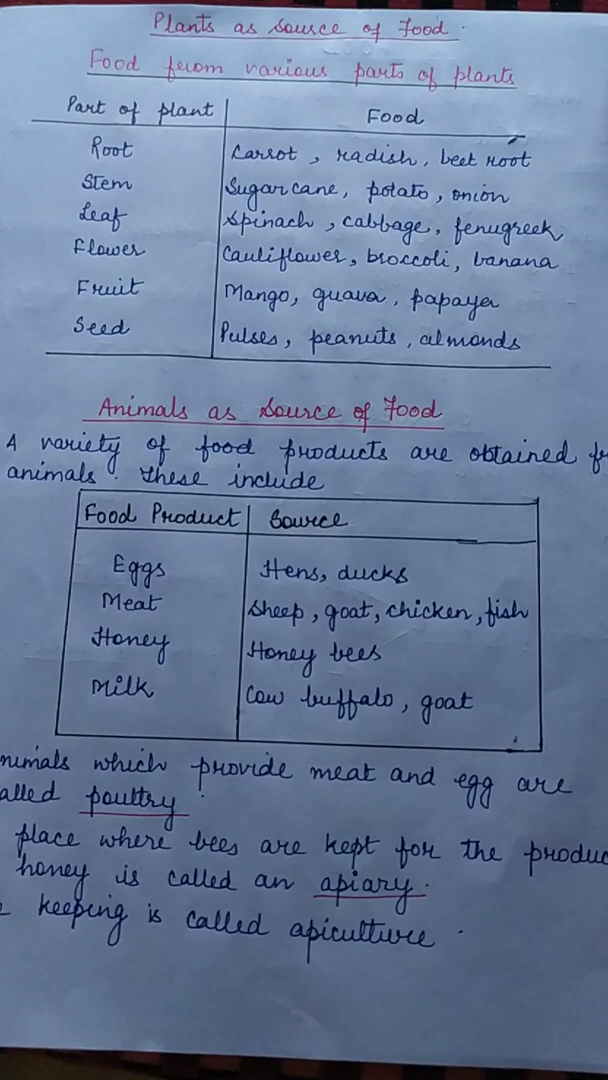 Plants as source of Food.
Food from various parts of plants
Part of plant Food
Root Carrot, radish, beet root
Stem Sugarcane, potato, onion
Leaf Spinach, cabbage, fenugreek
Flower Cauliflower, broccoli, banana
Fruit Mango, guava, papaya
Seed Pulses, peanuts, almonds
Animals as source of Food
A variety of food products are obtained
animals. These include
Food Product Source
Eggs Hens, ducks
Meat Sheep, goat, chicken, fish
Honey Honey bees
Milk Cow buffalo, goat
nimals which provide meat and egg are
alled poultry.
place where bees are kept for the produc
honey is called an apiary.
keeping is called apiculture.